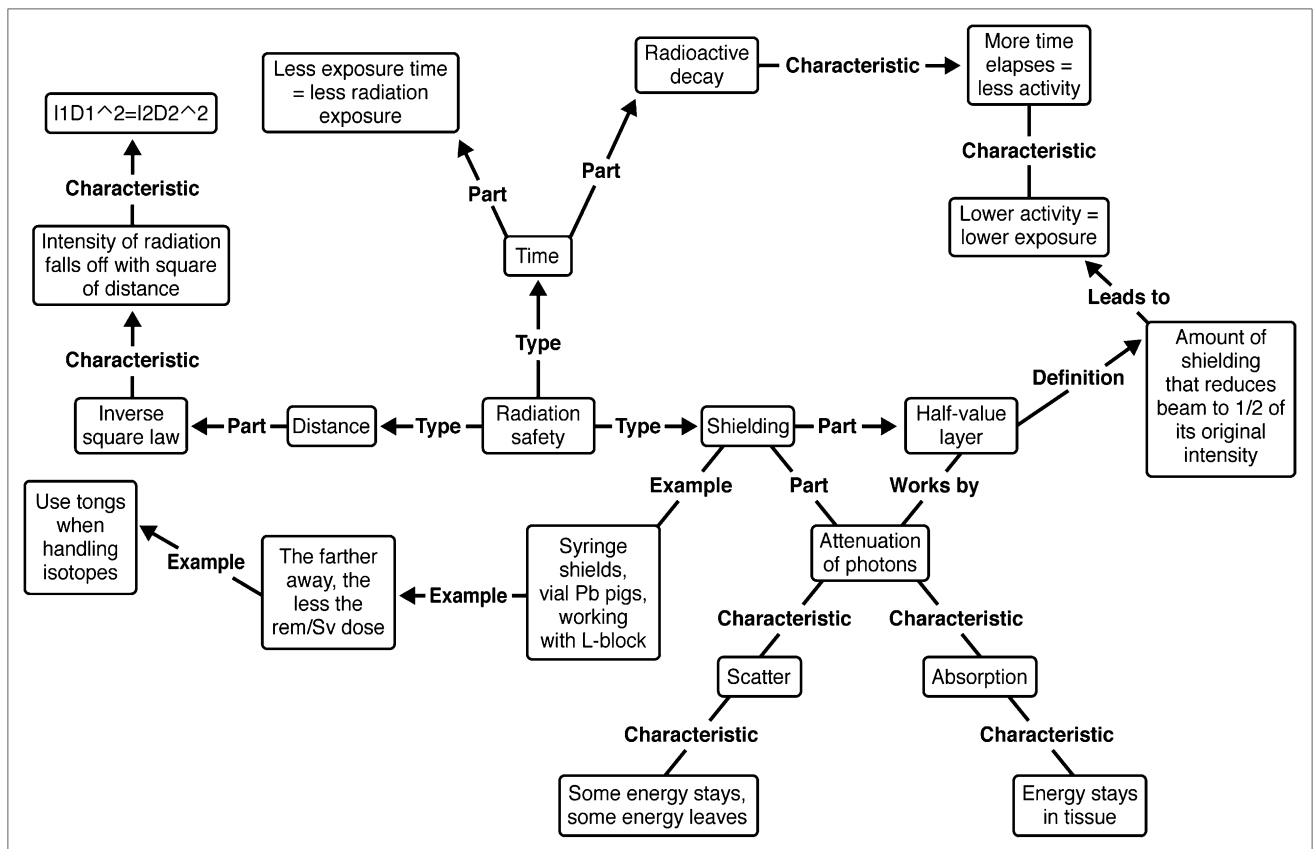 Radioactive
decay
Characteristic
More time
elapses =
less activity
Less exposure time
= less radiation
exposure
I1D1^2=I2D2^2
Characteristic
Part
Part
Characteristic
Lower activity =
lower exposure
Intensity of radiation
falls off with square
of distance
Time
Leads to
Characteristic
Type
Amount of
shielding
that reduces
beam to 1/2 of
its original
intensity
Definition
Inverse
square law
Part
Distance
Type
Radiation
safety
Type
Shielding
Part
Half-value
layer
Example
Part
Works by
Use tongs
when
handling
isotopes
Example
The farther
away, the
less the
rem/Sv dose
Example
Syringe
shields,
vial Pb pigs,
working
with L-block
Attenuation
of photons
Characteristic
Characteristic
Scatter
Absorption
Characteristic
Characteristic
Some energy stays,
some energy leaves
Energy stays
in tissue